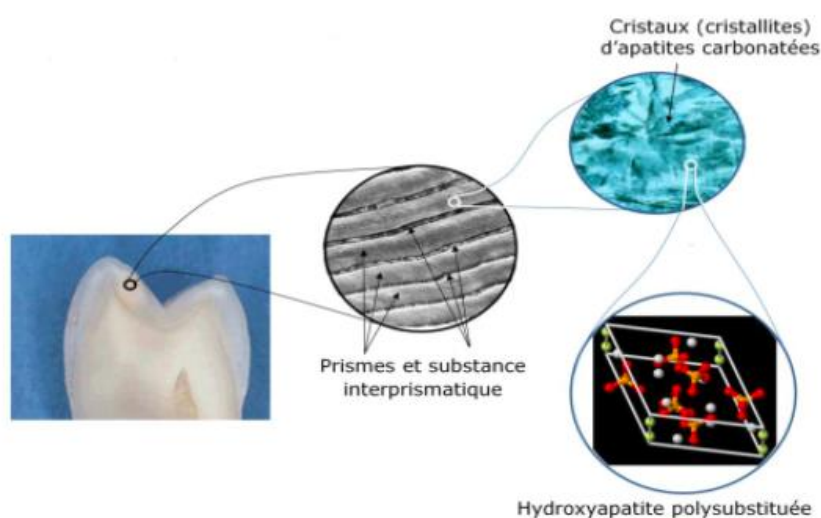 Cristaux (cristallites)
d'apatites carbonatées
Prismes et substance
interprismatique
Hydroxyapatite polysubstituée